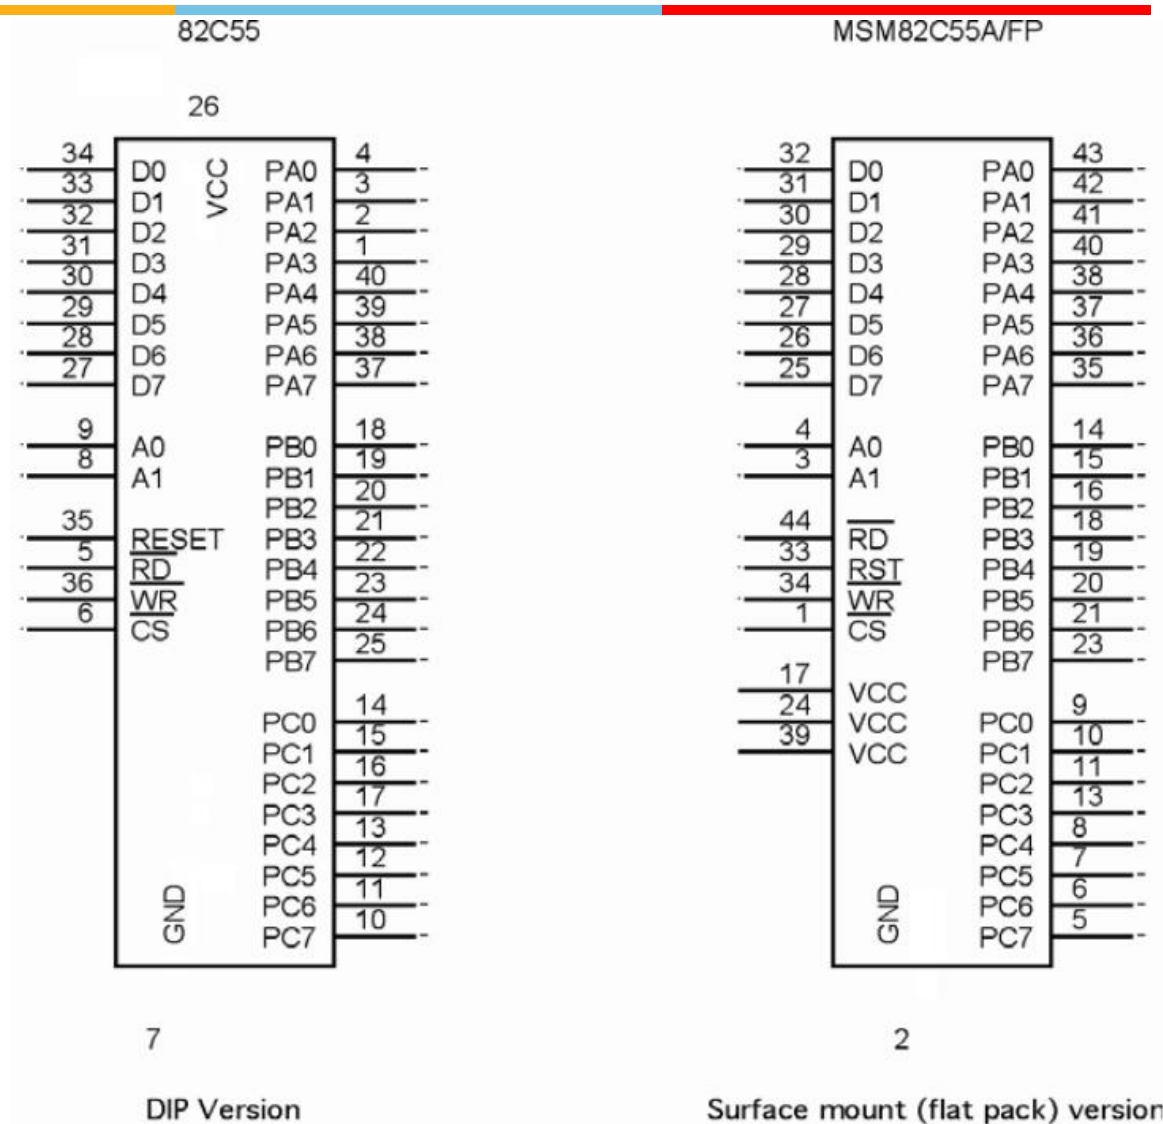 82C55
MSM82C55A/FP
26
34 D0 VCC PA0 4
33 D1 PA1 3
32 D2 PA2 2
31 D3 PA3 1
30 D4 PA4 40
29 D5 PA5 39
28 D6 PA6 38
27 D7 PA7 37
9 A0 PB0 18
8 A1 PB1 19
PB2 20
35 RESET PB3 21
5 RD PB4 22
36 WR PB5 23
6 CS PB6 24
PB7 25
PC0 14
PC1 15
PC2 16
PC3 17
PC4 13
PC5 12
PC6 11
GND PC7 10
7
DIP Version
32 D0 PA0 43
31 D1 PA1 42
30 D2 PA2 41
29 D3 PA3 40
28 D4 PA4 38
27 D5 PA5 37
26 D6 PA6 36
25 D7 PA7 35
4 A0 PB0 14
3 A1 PB1 15
PB2 16
44 RD PB3 18
33 RST PB4 19
34 WR PB5 20
1 CS PB6 21
PB7 23
17 VCC
24 VCC PC0 9
39 VCC PC1 10
PC2 11
PC3 13
PC4 8
PC5 7
PC6 6
GND PC7 5
2
Surface mount (flat pack) version